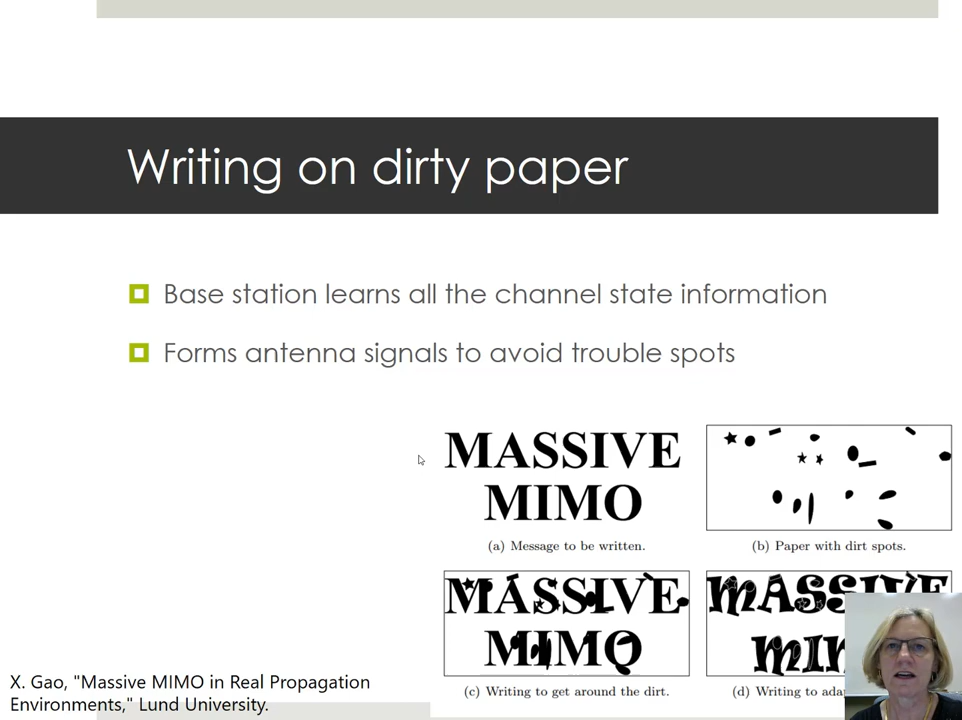 Writing on dirty paper
Base station learns all the channel state information
Forms antenna signals to avoid trouble spots
MASSIVE
MIMO
(a) Message to be written.
(b) Paper with dirt spots.
MASSIVE
MIMO
(c) Writing to get around the dirt.
MASSIVE
(d) Writing to
X. Gao, "Massive MIMO in Real Propagation
Environments," Lund University.